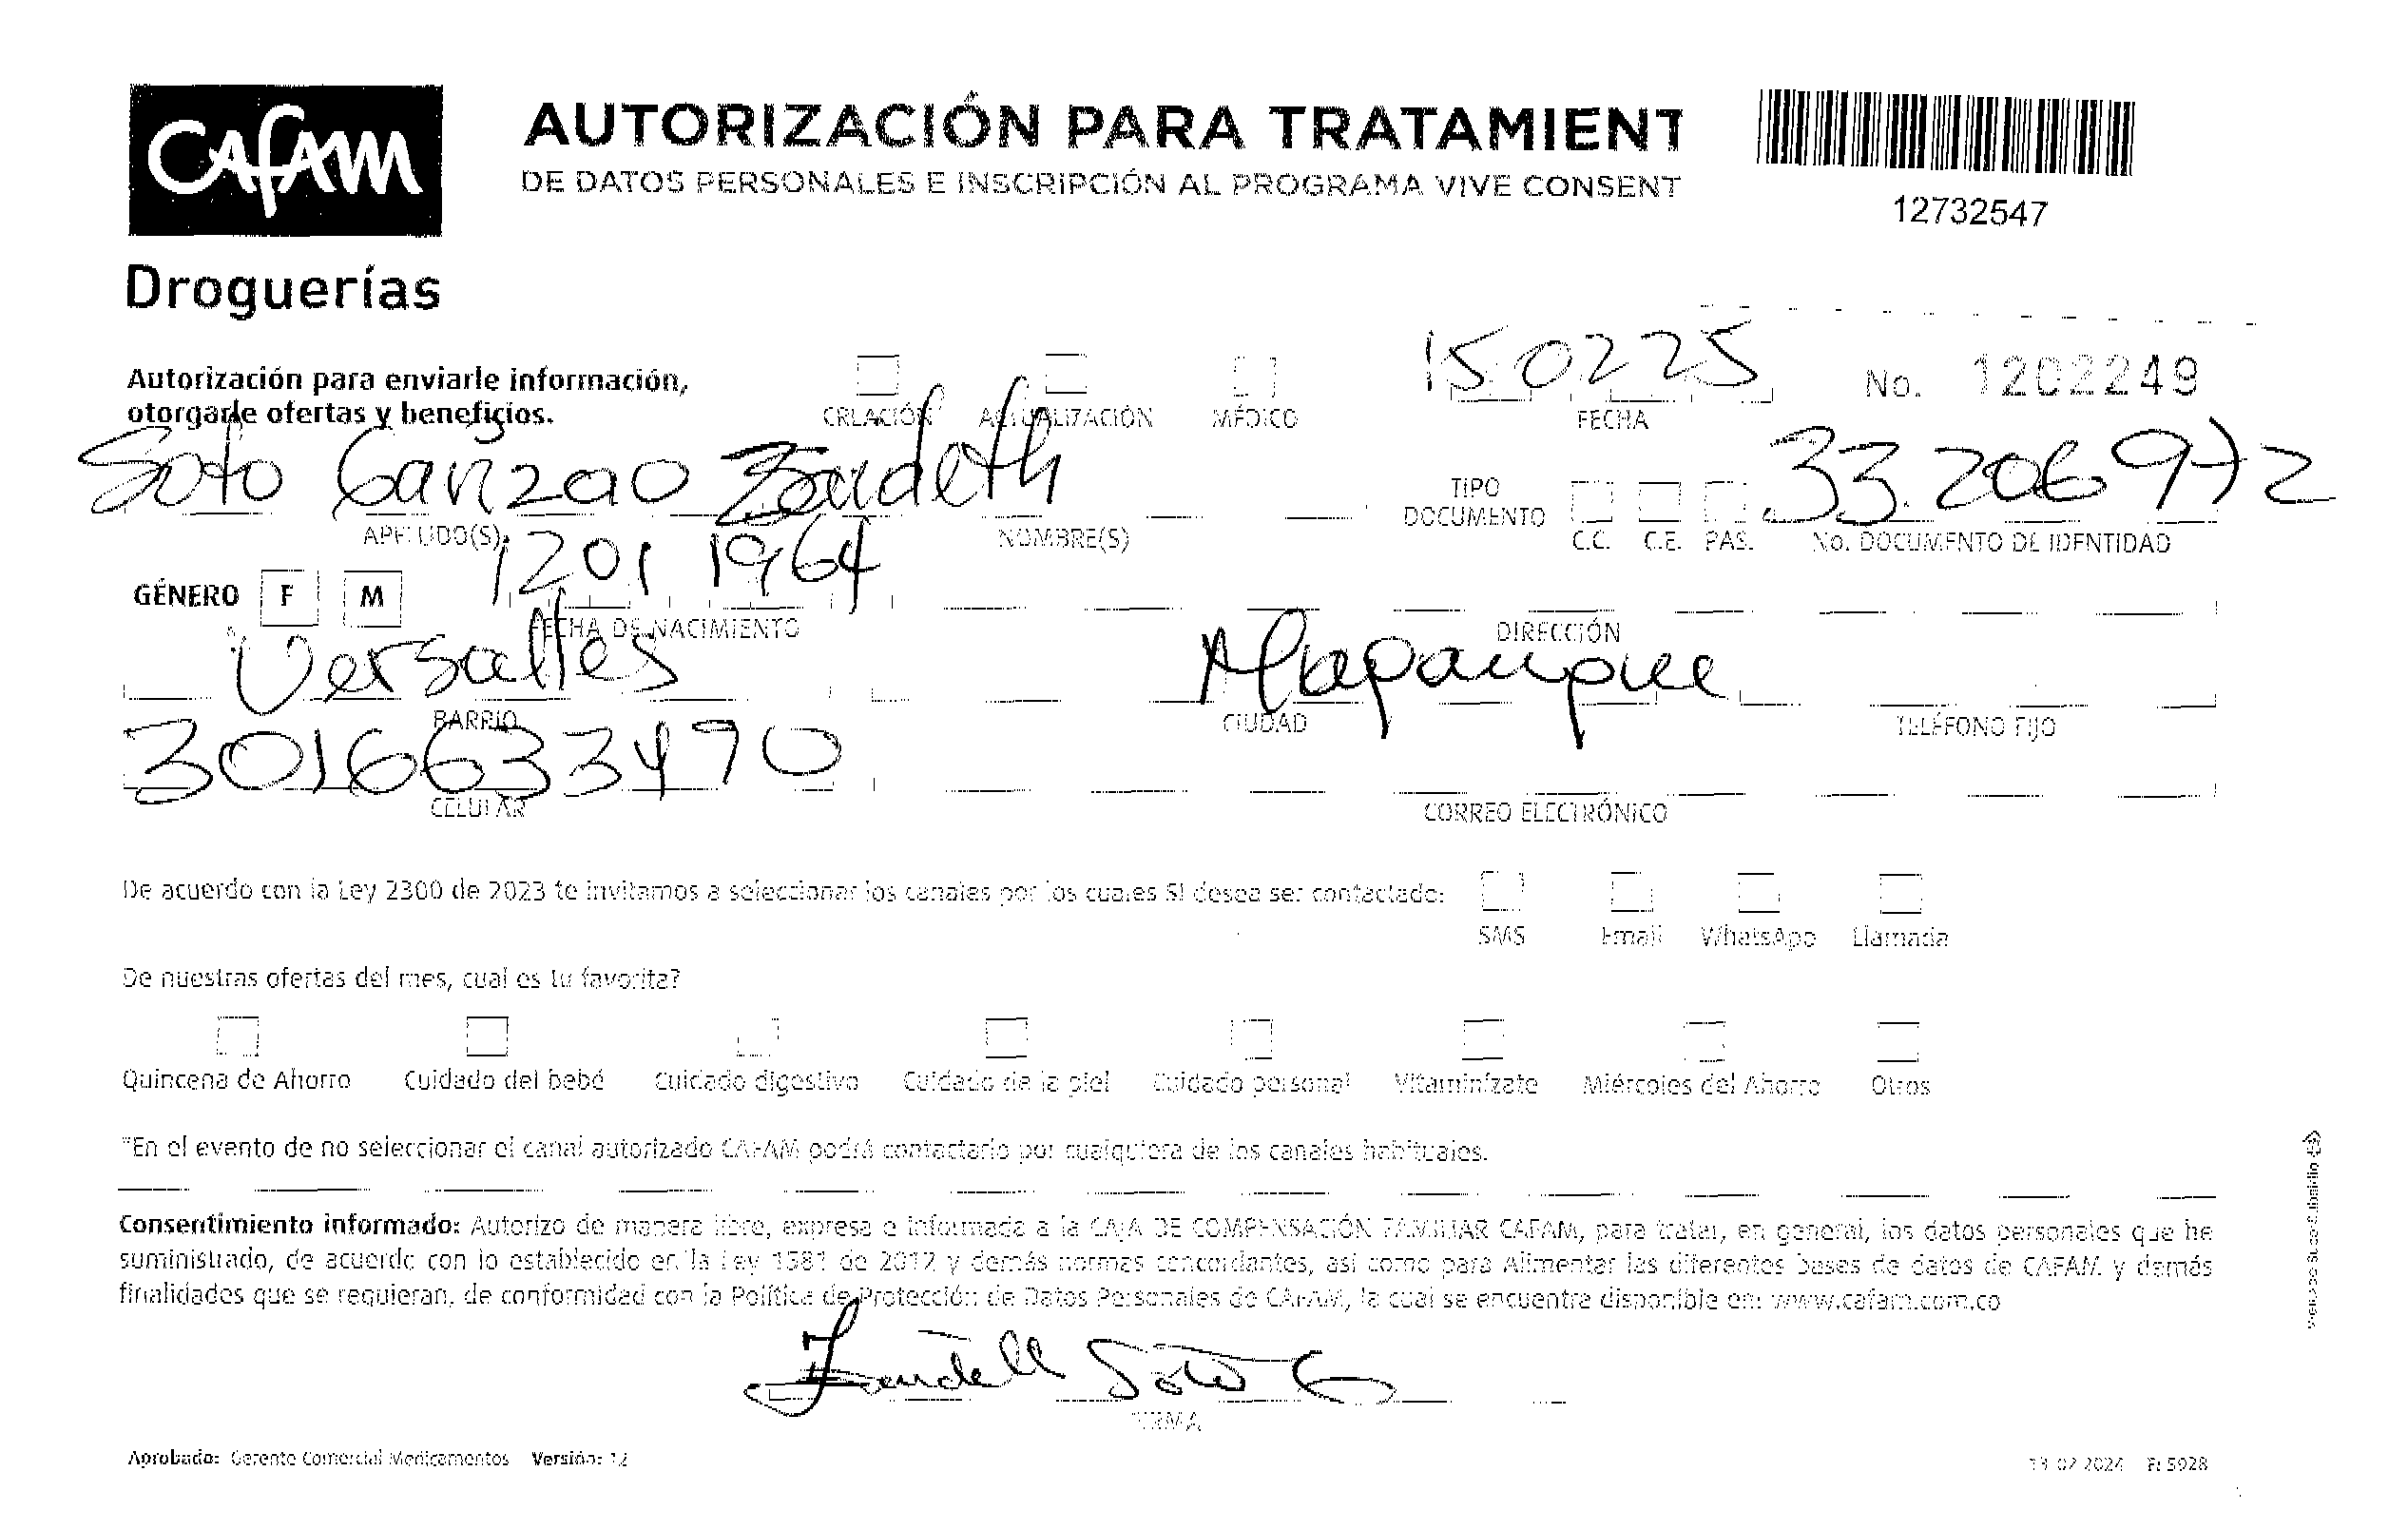 CAFAM
Droguerías
AUTORIZACIÓN PARA TRATAMIENT
DE DATOS PERSONALES E INSCRIPCIÓN AL PROGRAMA VIVE CONSENT
12732547
Autorización para enviarle información,
otorgarle ofertas y beneficios.
CREACIÓN ACTUALIZACIÓN MÉDICO
150225
FECHA
No. 1202249
Soto
APELLIDO(S) NOMBRE(S)
TIPO
DOCUMENTO
C.C. C.E. PAS.
33.206972
No. DOCUMENTO DE IDENTIDAD
GÉNERO F M
12011964
FECHA DE NACIMIENTO
DIRECCIÓN
Versalles
BARRIO
CIUDAD
TELÉFONO FIJO
3016633490
CELULAR
CORREO ELECTRÓNICO
De acuerdo con la Ley 2300 de 2023 te invitamos a seleccionar los canales por los cuales SI desea ser contactado:
SMS Email WhatsApp Llamada
De nuestras ofertas del mes, cual es tu favorita?
Quincena de Ahorro Cuidado del bebé Cuidado digestivo Cuidado de la piel Cuidado personal Vitamínizate Miércoles del Ahorro Otros
*En el evento de no seleccionar el canal autorizado CAFAM podrá contactarlo por cualquiera de los canales habituales.
Consentimiento informado: Autorizo de manera libre, expresa e informada a la CAJA DE COMPENSACIÓN FAMILIAR CAFAM, para tratar, en general, los datos personales que he
suministrado, de acuerdo con lo establecido en la Ley 1581 de 2012 y demás normas concordantes, así como para Alimentar las diferentes bases de datos de CAFAM y demás
finalidades que se requieran, de conformidad con la Política de Protección de Datos Personales de CAFAM, la cual se encuentra disponible en: www.cafam.com.co
Soto
FIRMA
Aprobado: Gerente Comercial Medicamentos Versión: 12
13-02-2024 F: 5928